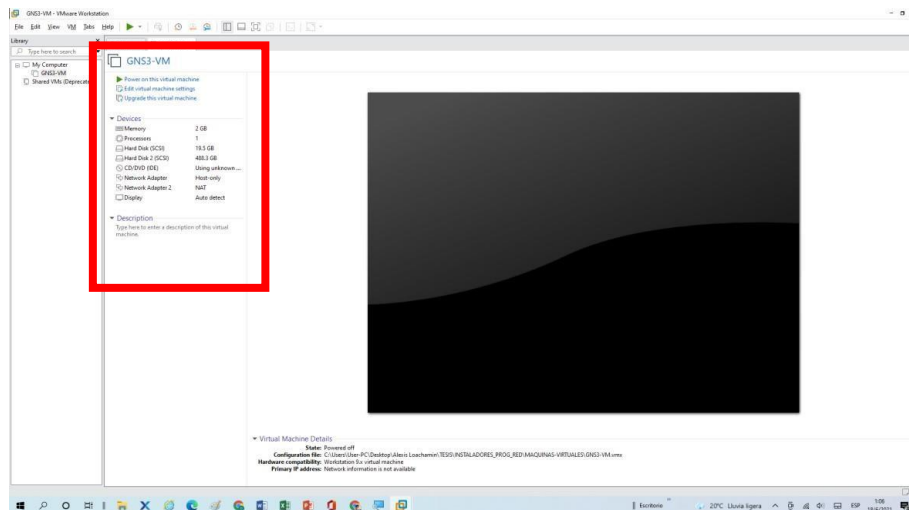 GNS3-VM - VMware Workstation
File Edit View VM Tabs Help
Library
Type here to search
My Computer
GNS3-VM
Shared VMs (Deprecated)
GNS3-VM
Power on this virtual machine
Edit virtual machine settings
Upgrade this virtual machine
Devices
Memory 2 GB
Processors 1
Hard Disk (SCSI) 19.5 GB
Hard Disk 2 (SCSI) 488.3 GB
CD/DVD (IDE) Using unknown ...
Network Adapter Host-only
Network Adapter 2 NAT
Display Auto detect
Description
Type here to enter a description of this virtual
machine.
Virtual Machine Details
State: Powered off
Configuration file: C:\Users\User-PC\Desktop\Alexis Loachamin\TESIS\INSTALADORES_PROG_RED\MAQUINAS-VIRTUALES\GNS3-VM.vmx
Hardware compatibility: Workstation 9.x virtual machine
Primary IP address: Network information is not available
Escritorio 20°C Lluvia ligera ESP 1:06